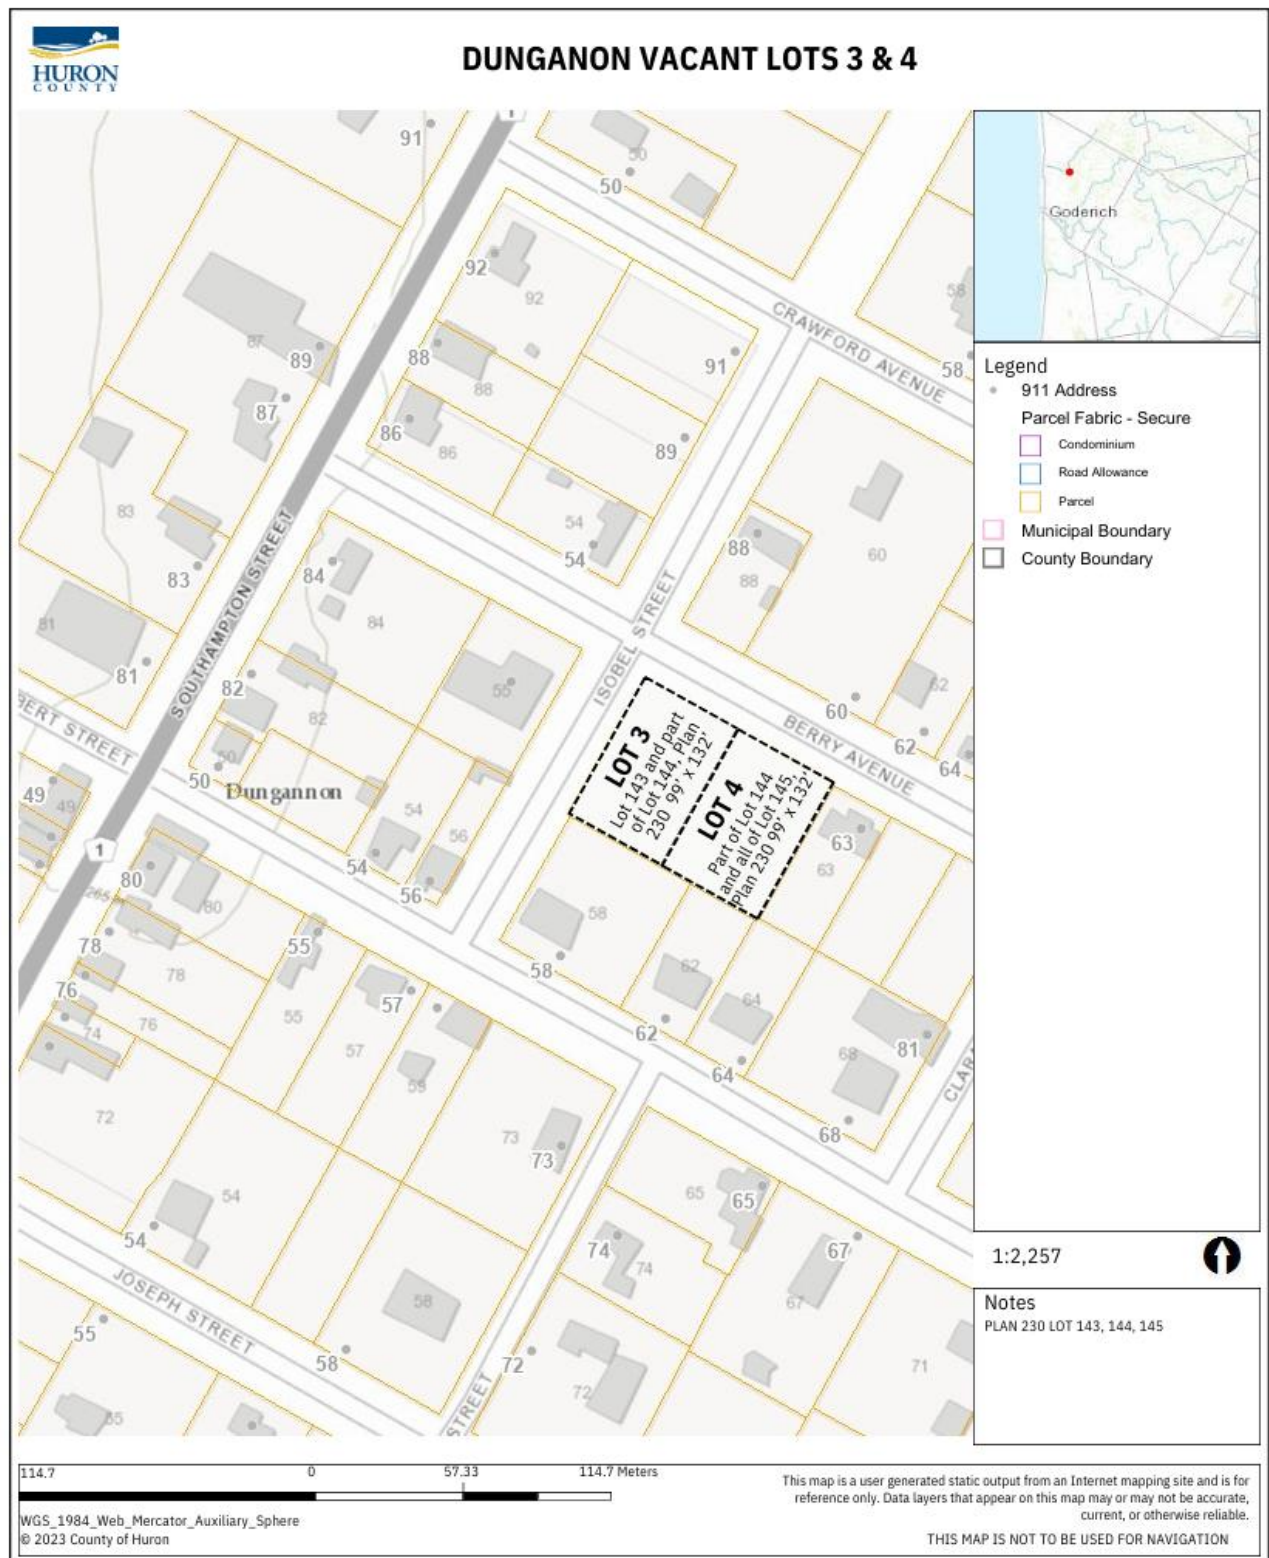 HURON
COUNTY
DUNGANON VACANT LOTS 3 & 4
91
1
50
50
92
92
58
CRAWFORD AVENUE
58
87
89
88
88
91
87
86
86
89
83
83
54
54
88
88
60
SOUTHAMPTON STREET
84
84
ISOBEL STREET
81
81
82
82
55
62
60
62
64
BERRY AVENUE
BERT STREET
50
50
Dungannon
LOT 3
Lot 143 and part
of Lot 144, Plan
230 99' x 132'
LOT 4
Part of Lot 144
and all of Lot 145,
Plan 230 99' x 132'
49
49
54
54
56
56
63
63
1
80
80
58
58
78
78
55
55
62
62
64
64
76
76
57
57
59
68
68
81
CLARA
74
72
73
73
54
54
65
65
74
74
67
67
JOSEPH STREET
58
58
55
55
72
72
71
STREET
Goderich
Legend
911 Address
Parcel Fabric - Secure
Condominium
Road Allowance
Parcel
Municipal Boundary
County Boundary
1:2,257
Notes
PLAN 230 LOT 143, 144, 145
114.7 0 57.33 114.7 Meters
WGS_1984_Web_Mercator_Auxiliary_Sphere
© 2023 County of Huron
This map is a user generated static output from an Internet mapping site and is for
reference only. Data layers that appear on this map may or may not be accurate,
current, or otherwise reliable.
THIS MAP IS NOT TO BE USED FOR NAVIGATION